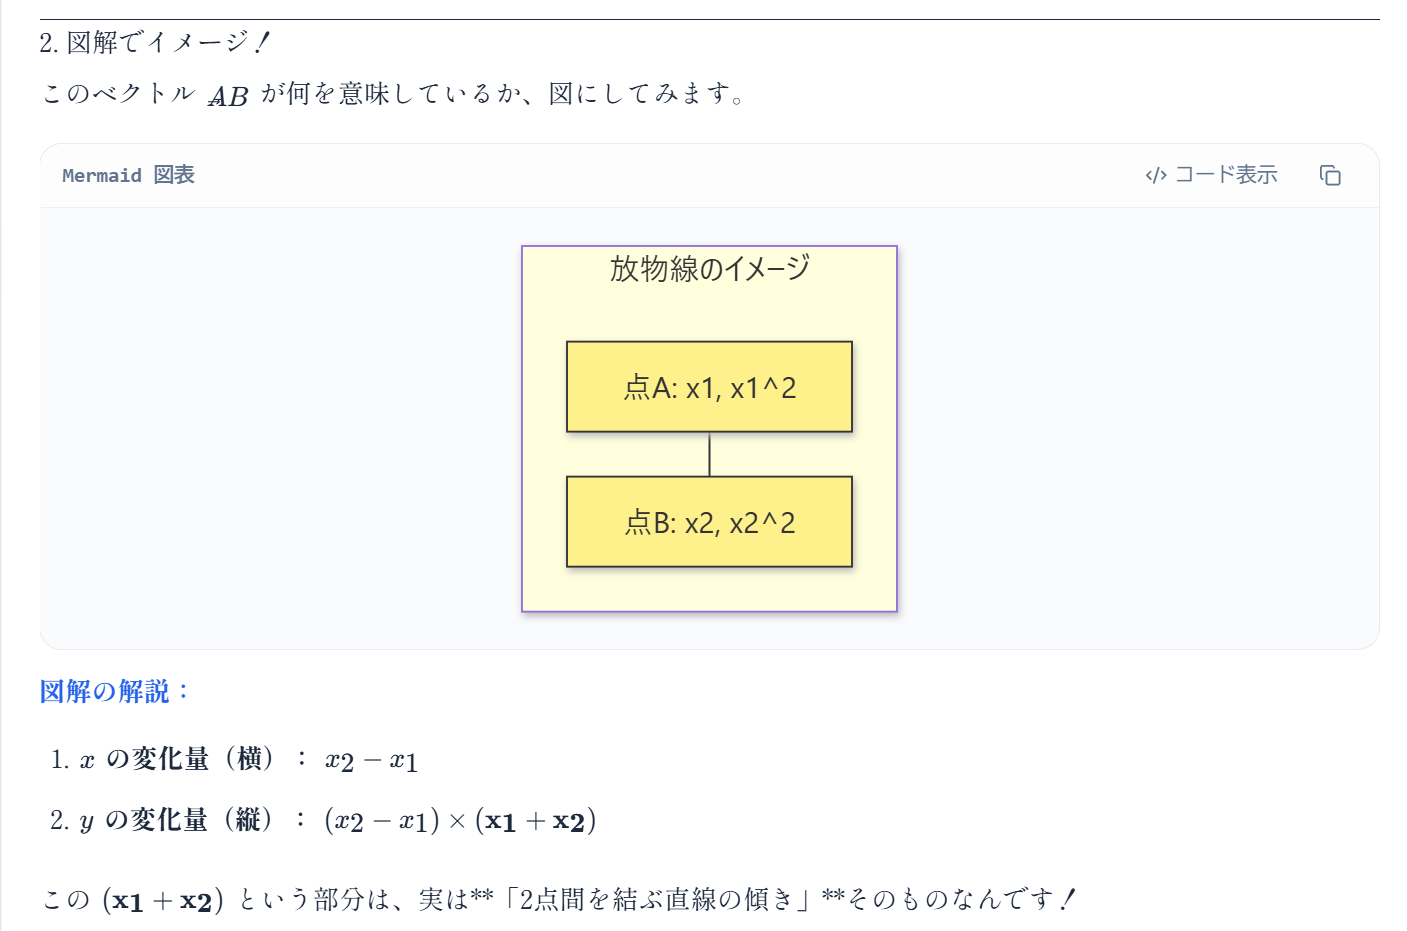 2. 図解でイメージ！
このベクトル AB が何を意味しているか、図にしてみます。
Mermaid 図表
</> コード表示
放物線のイメージ
点A: x1, x1^2
点B: x2, x2^2
図解の解説：
1. x の変化量（横）： x2 − x1
2. y の変化量（縦）： (x2 − x1) × (x1 + x2)
この (x1 + x2) という部分は、実は**「2点間を結ぶ直線の傾き」**そのものなんです！